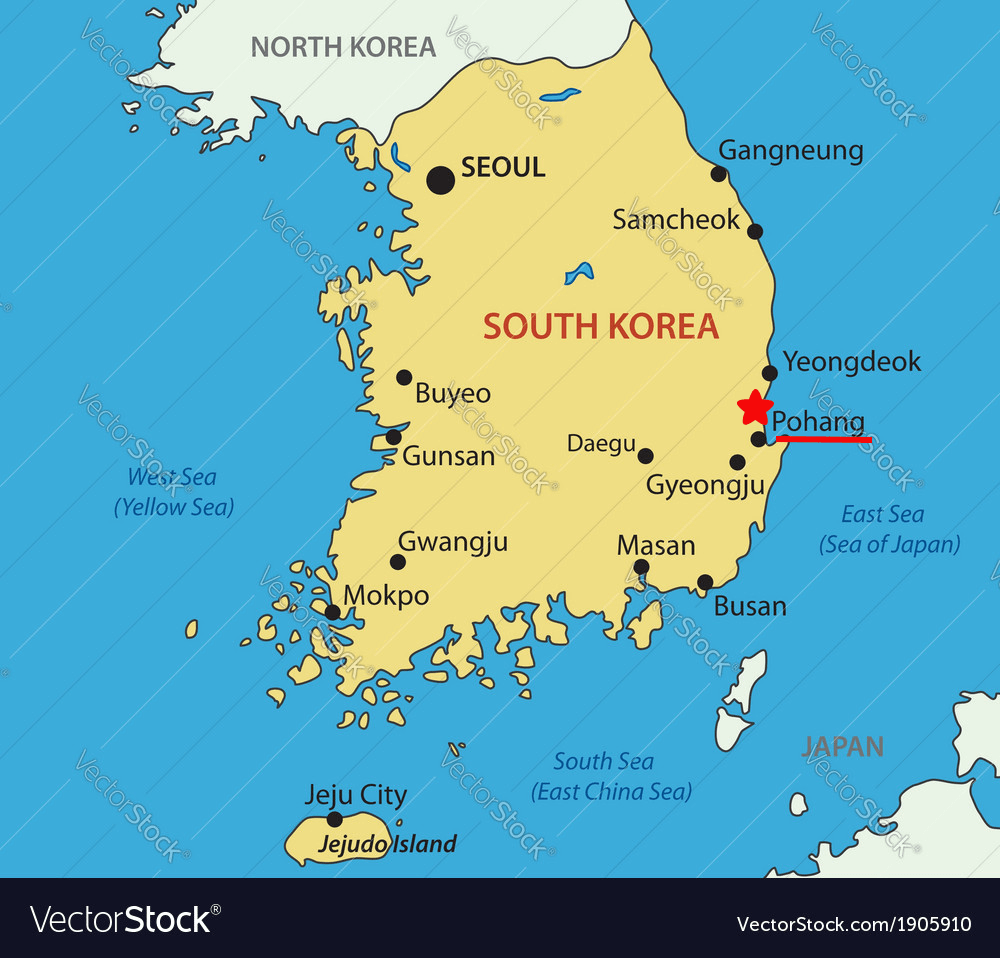 NORTH KOREA
SEOUL
Gangneung
Samcheok
SOUTH KOREA
Yeongdeok
Buyeo
Pohang
Gunsan
Daegu
Gyeongju
West Sea
(Yellow Sea)
East Sea
(Sea of Japan)
Gwangju
Masan
Mokpo
Busan
JAPAN
South Sea
(East China Sea)
Jeju City
Jejudo Island
VectorStock®
VectorStock.com/1905910
VectorStock®